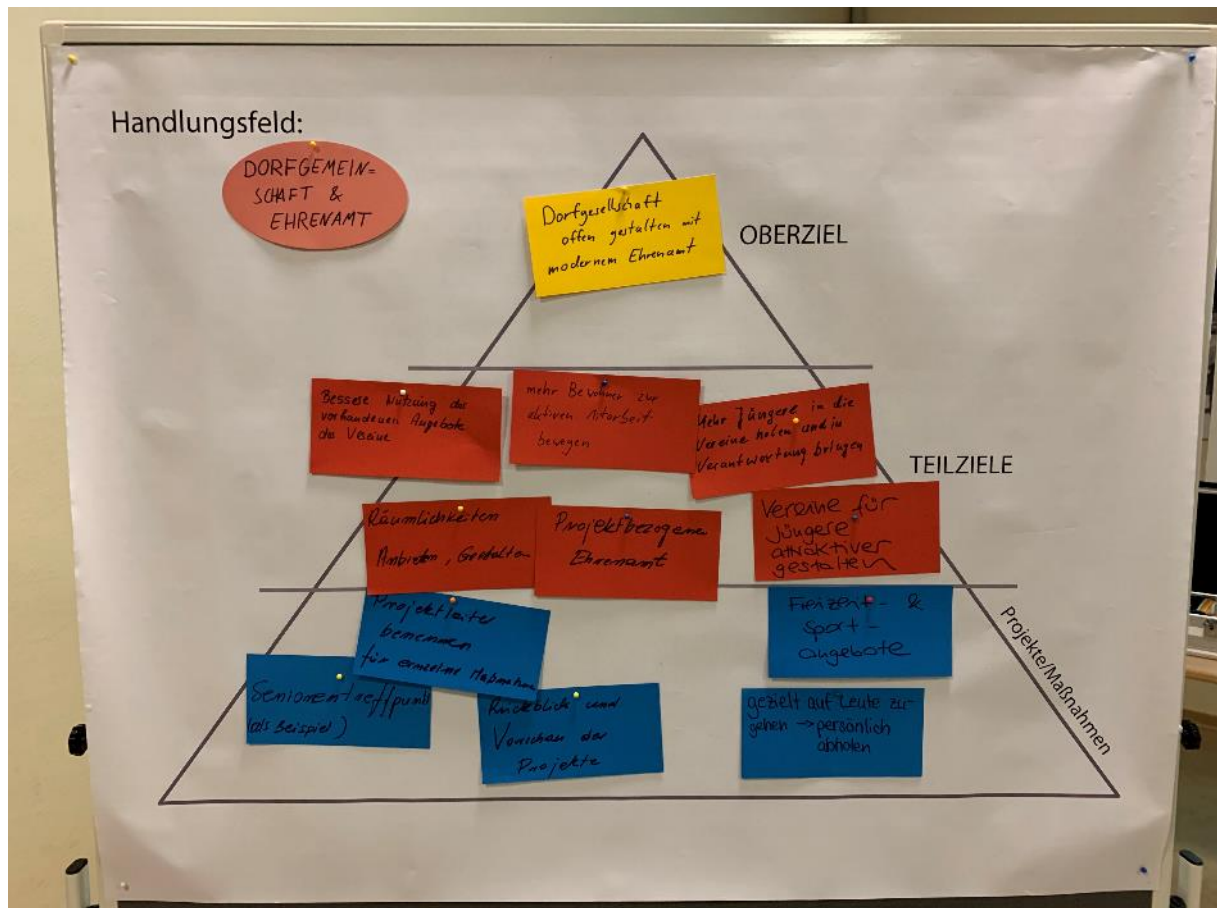 Handlungsfeld:
DORFGEMEIN=
SCHAFT &
EHRENAMT
Dorfgesellschaft
offen gestalten mit
modernem Ehrenamt
OBERZIEL
Bessere Nutzung der
vorhandenen Angebote
der Vereine
mehr Bewohner zur
aktiven Mitarbeit
bewegen
Mehr Jüngere in die
Vereine holen und in
Verantwortung bringen
TEILZIELE
Räumlichkeiten
Anbieten, Gestalten
Projektbezogenes
Ehrenamt
Vereine für
jüngere
attraktiver
gestalten
Projektleiter
benennen
für einzelne Maßnahme
Freizeit- &
Sport-
angebote
Projekte/Maßnahmen
Seniorentreffpunkt
(als Beispiel)
Rückblick und
Vorschau der
Projekte
gezielt auf Leute zu-
gehen → persönlich
abholen